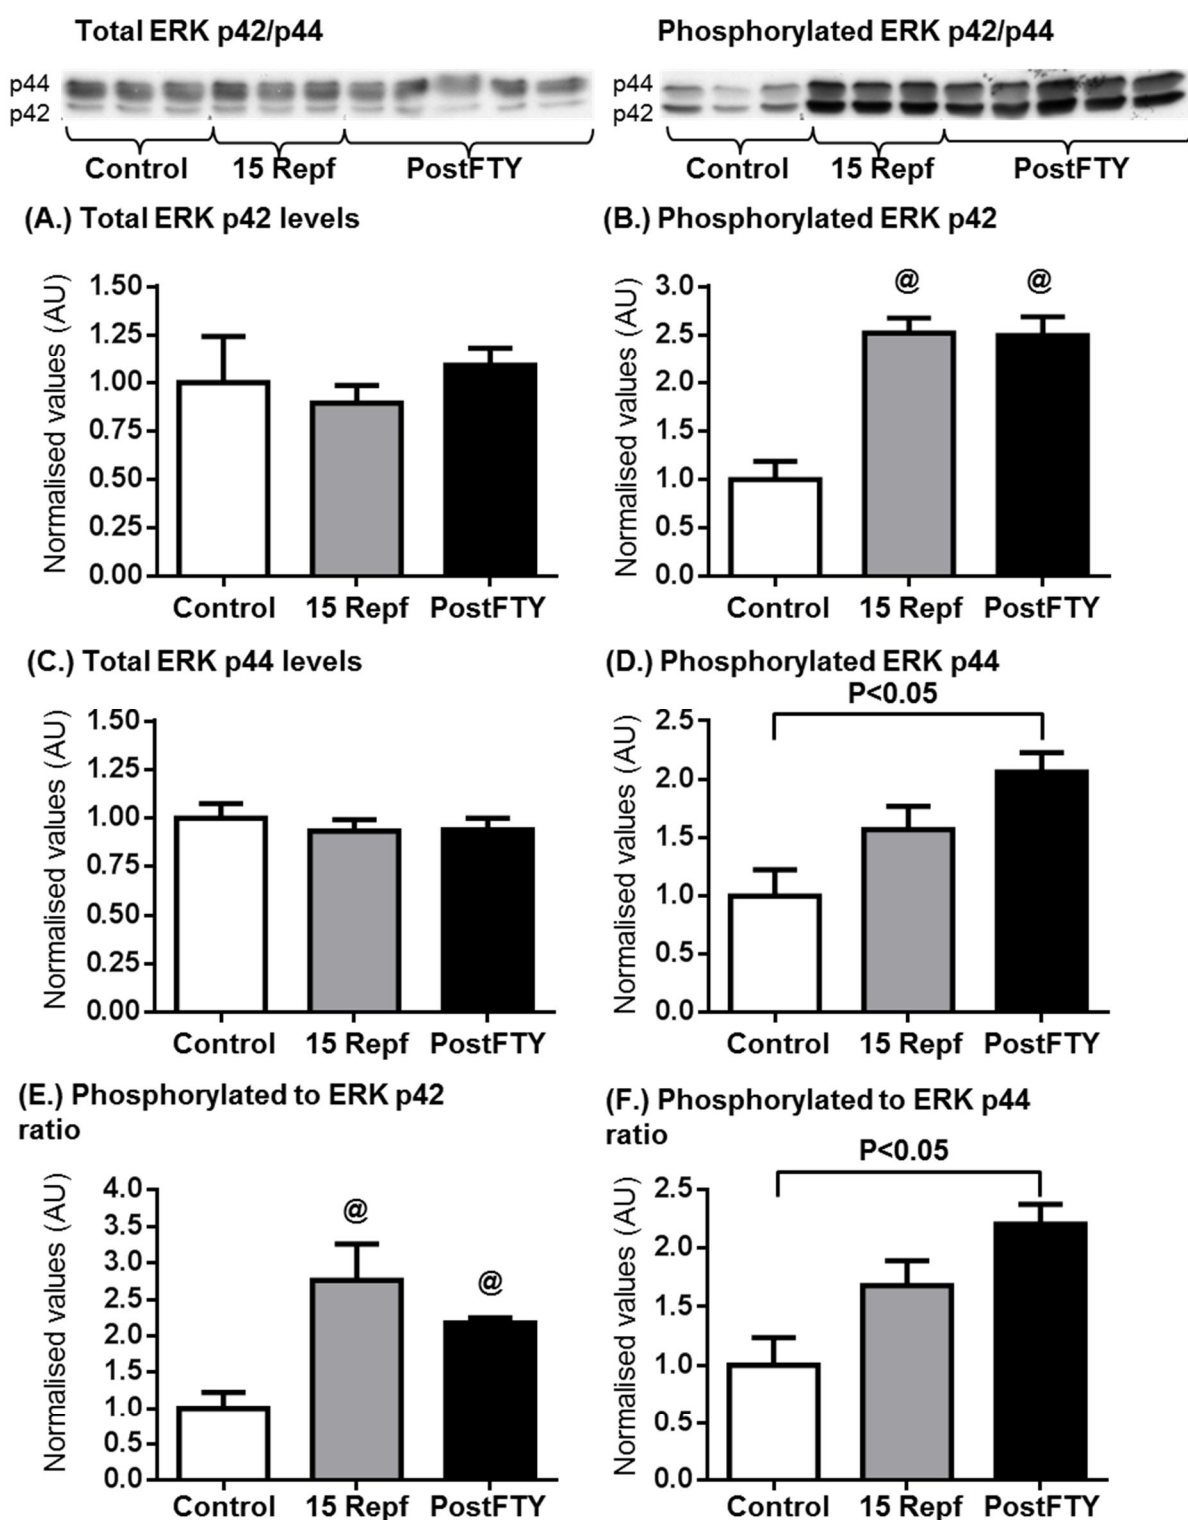 Total ERK p42/p44
Phosphorylated ERK p42/p44
p44
p42
Control 15 Repf PostFTY
p44
p42
Control 15 Repf PostFTY
(A.) Total ERK p42 levels
Normalised values (AU)
1.50
1.25
1.00
0.75
0.50
0.25
0.00
Control 15 Repf PostFTY
(B.) Phosphorylated ERK p42
Normalised values (AU)
3.0
2.5
2.0
1.5
1.0
0.5
0.0
@ @
Control 15 Repf PostFTY
(C.) Total ERK p44 levels
Normalised values (AU)
1.50
1.25
1.00
0.75
0.50
0.25
0.00
Control 15 Repf PostFTY
(D.) Phosphorylated ERK p44
P<0.05
Normalised values (AU)
2.5
2.0
1.5
1.0
0.5
0.0
Control 15 Repf PostFTY
(E.) Phosphorylated to ERK p42
ratio
Normalised values (AU)
4.0
3.5
3.0
2.5
2.0
1.5
1.0
0.5
0.0
@
@
Control 15 Repf PostFTY
(F.) Phosphorylated to ERK p44
ratio
P<0.05
Normalised values (AU)
2.5
2.0
1.5
1.0
0.5
0.0
Control 15 Repf PostFTY